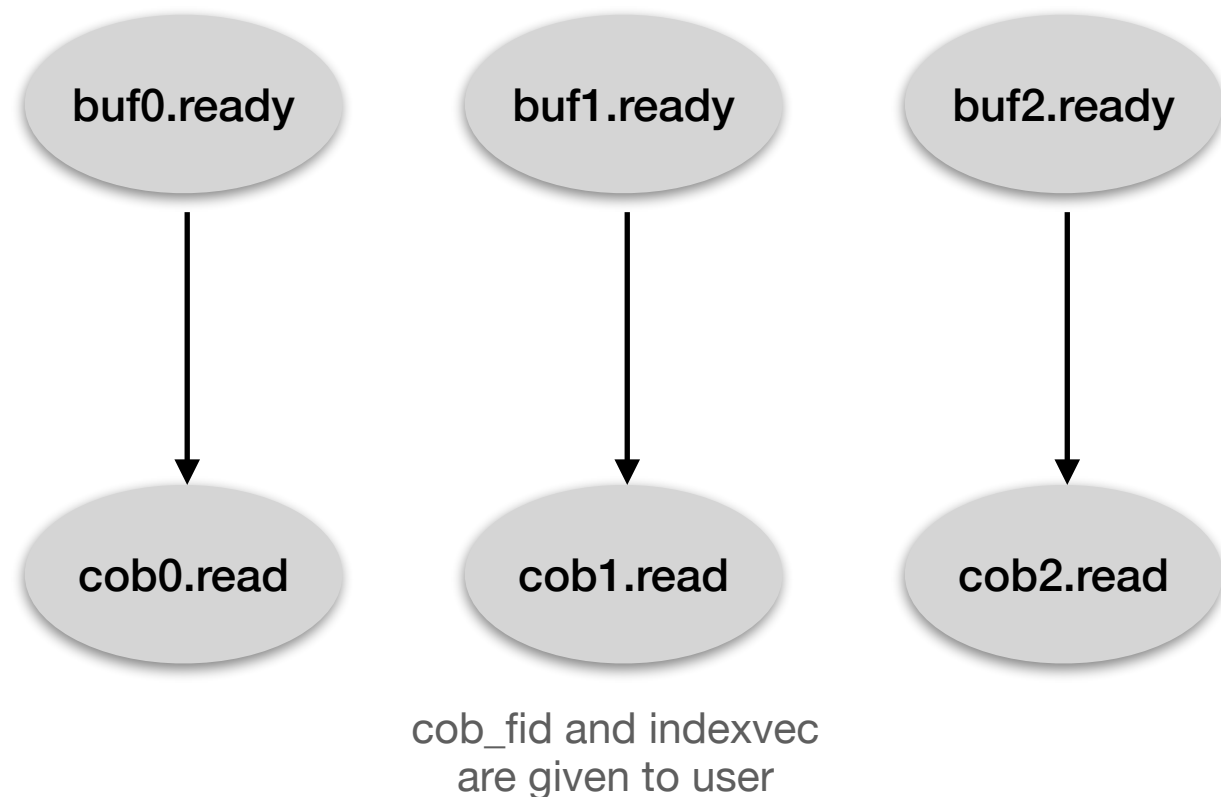 buf0.ready
buf1.ready
buf2.ready
cob0.read
cob1.read
cob2.read
cob_fid and indexvec
are given to user